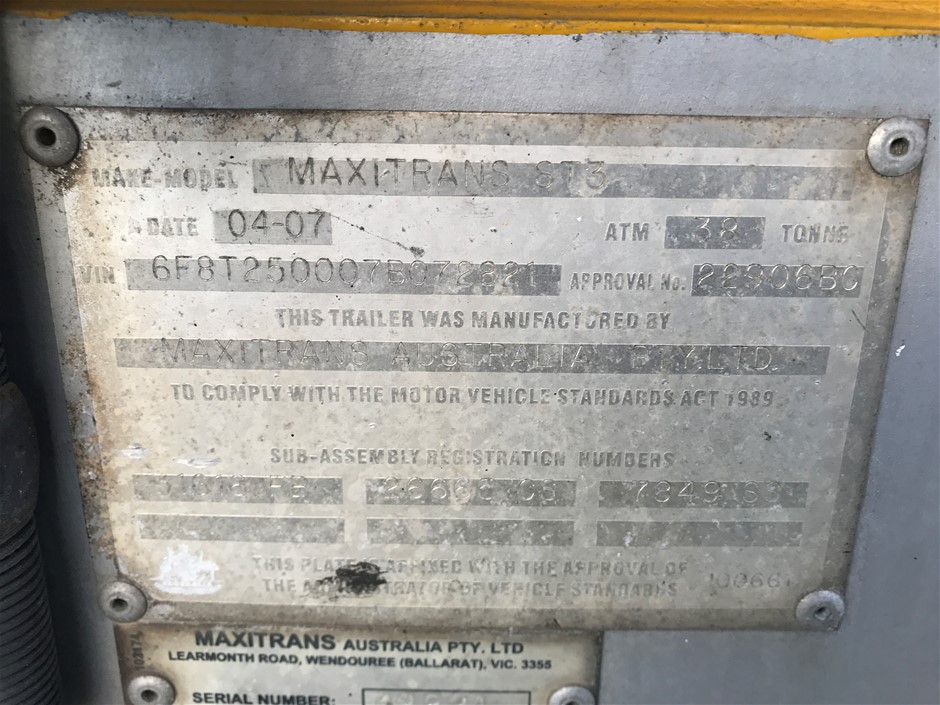 MAKE-MODEL MAXITRANS ST3
DATE 04-07 ATM 38 TONNE
VIN 6F8T250007B072821 APPROVAL No. 22906BC
THIS TRAILER WAS MANUFACTURED BY
MAXITRANS AUSTRALIA PTY.LTD.
TO COMPLY WITH THE MOTOR VEHICLE STANDARDS ACT 1989
SUB-ASSEMBLY REGISTRATION NUMBERS
THIS PLATE IS AFFIXED WITH THE APPROVAL OF
THE ADMINISTRATOR OF VEHICLE STANDARDS
MAXITRANS AUSTRALIA PTY. LTD
LEARMONTH ROAD, WENDOUREE (BALLARAT), VIC. 3355
SERIAL NUMBER: